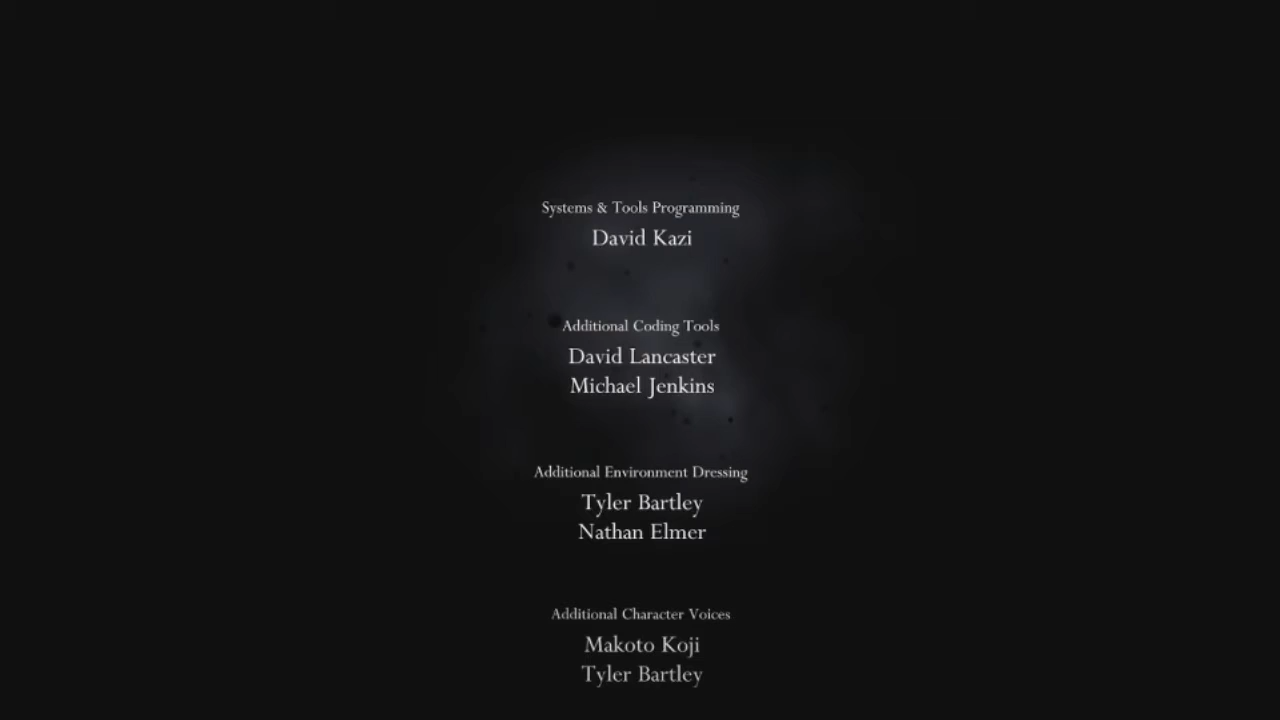 Systems & Tools Programming
David Kazi
Additional Coding Tools
David Lancaster
Michael Jenkins
Additional Environment Dressing
Tyler Bartley
Nathan Elmer
Additional Character Voices
Makoto Koji
Tyler Bartley